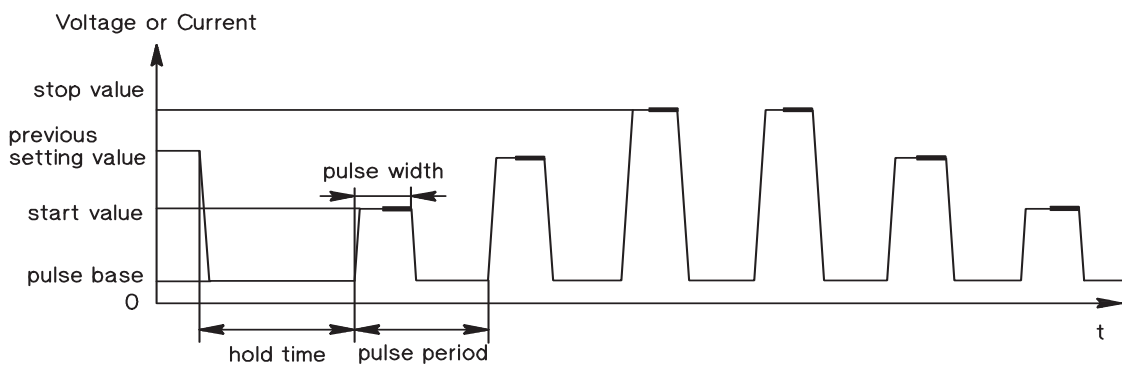 Voltage or Current
stop value
previous
setting value
pulse width
start value
pulse base
0
t
hold time
pulse period